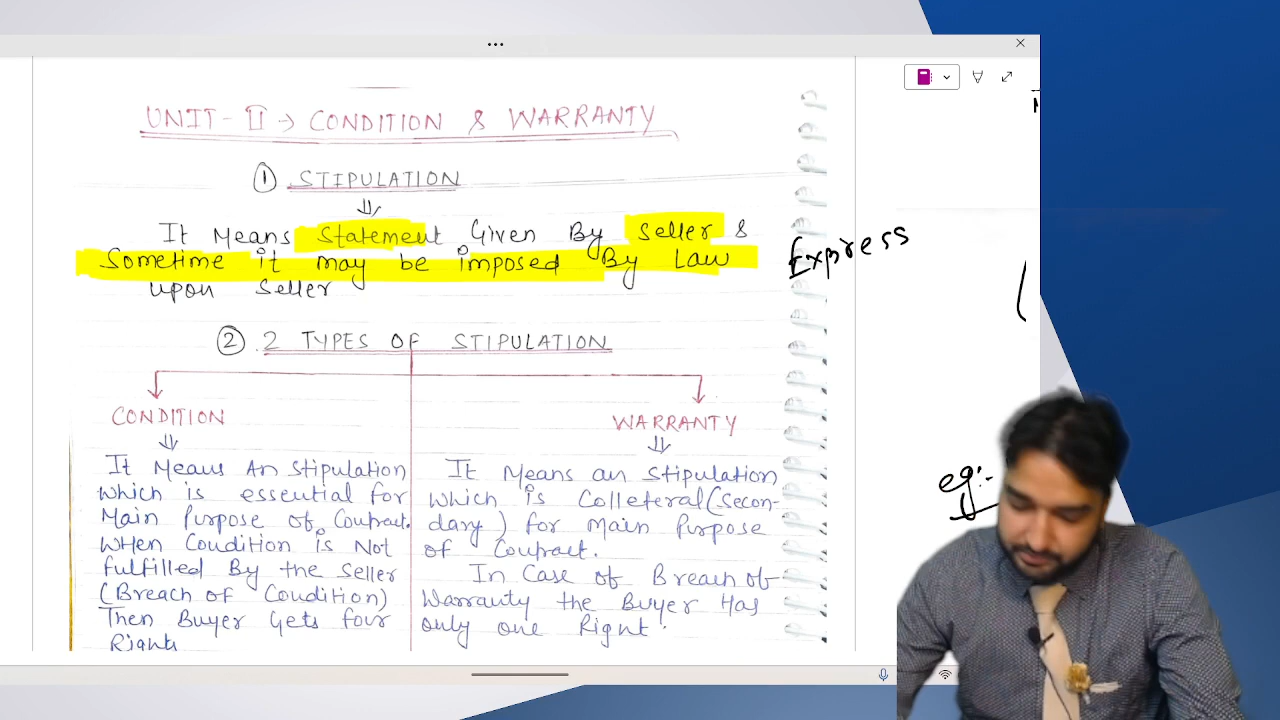 UNIT-II → CONDITION & WARRANTY
① STIPULATION
It Means Statement Given By Seller &
Sometime it may be imposed By Law
upon Seller
Express
② 2 TYPES OF STIPULATION
CONDITION
It Means An Stipulation
which is essential for
Main Purpose of Contract.
WHen Condition is Not
fulfilled By the Seller
(Breach of Condition)
Then Buyer Gets four
Rights
WARRANTY
It Means an Stipulation
which is Colleteral (Secon-
dary) for Main Purpose
of Contract.
In Case of Breach of
Warranty the Buyer Has
only one Right.
eg:-